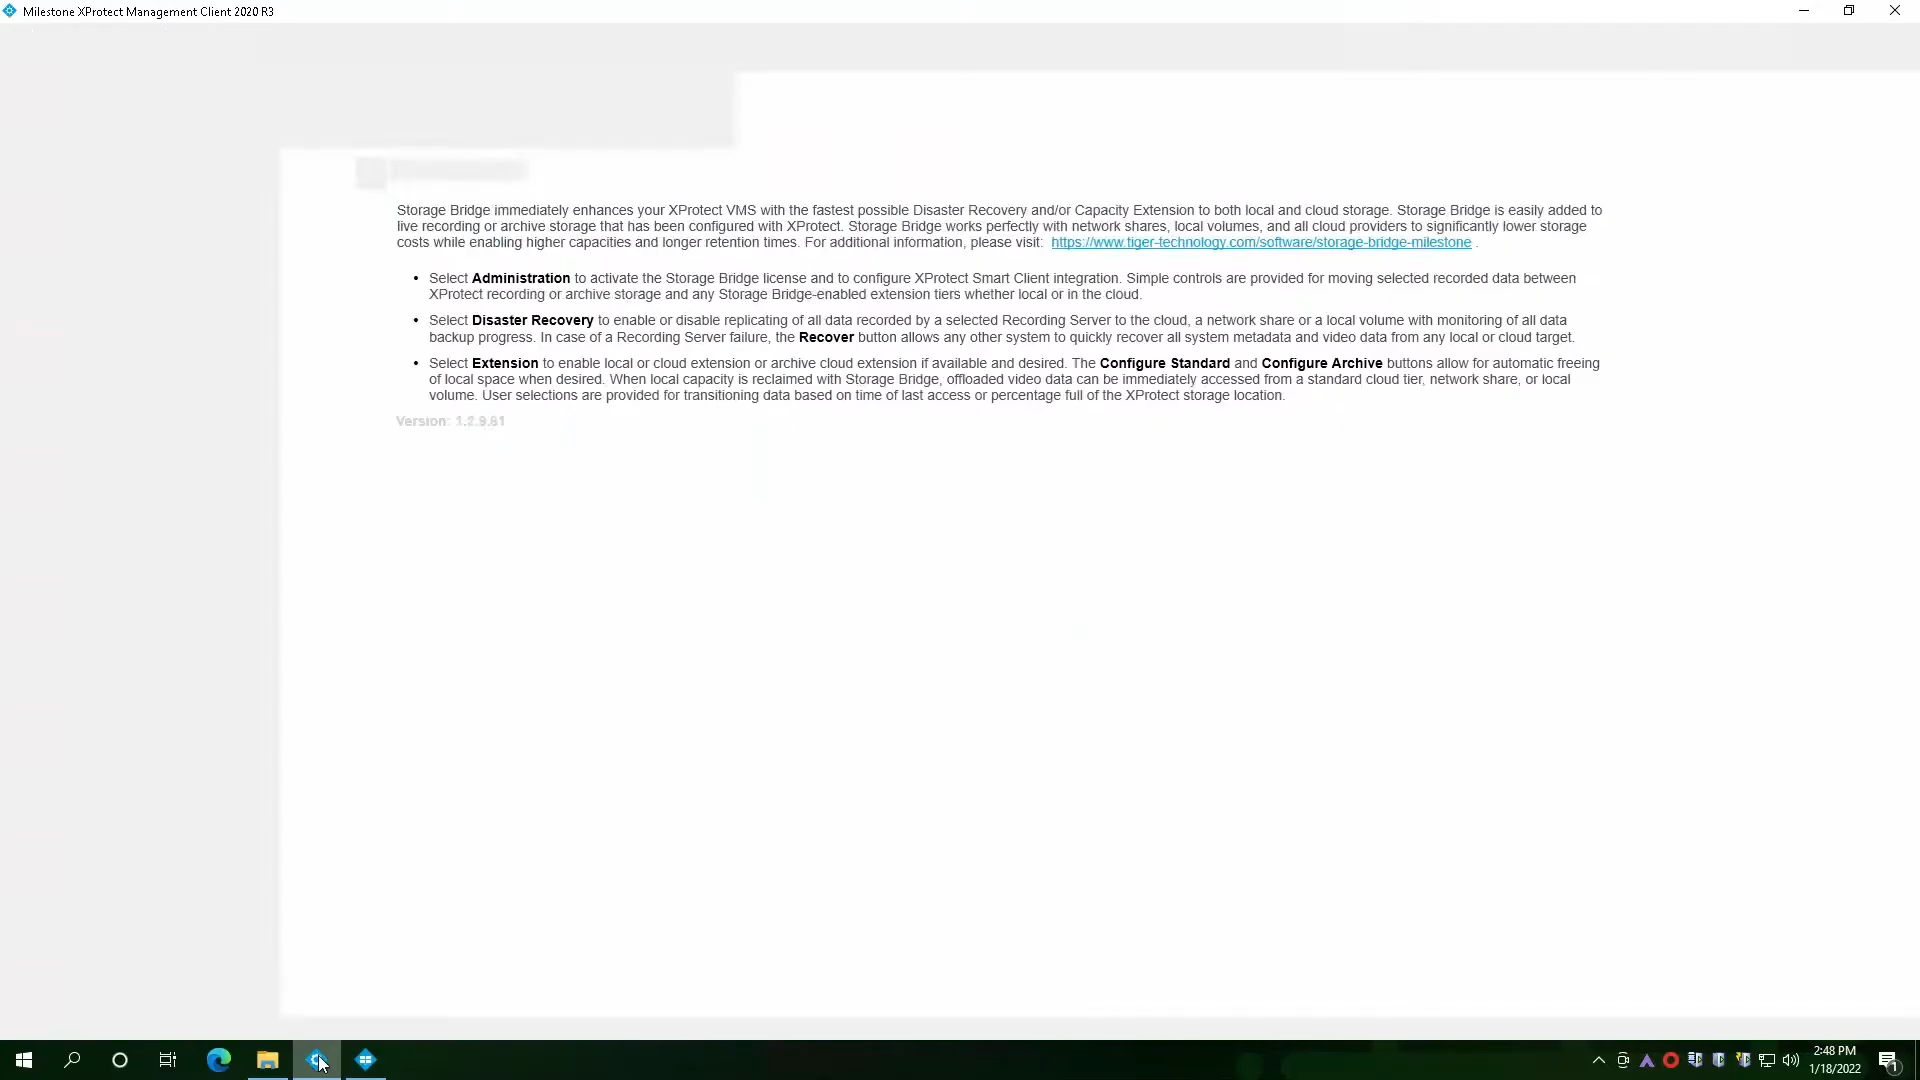 Milestone XProtect Management Client 2020 R3
Storage Bridge immediately enhances your XProtect VMS with the fastest possible Disaster Recovery and/or Capacity Extension to both local and cloud storage. Storage Bridge is easily added to
live recording or archive storage that has been configured with XProtect. Storage Bridge works perfectly with network shares, local volumes, and all cloud providers to significantly lower storage
costs while enabling higher capacities and longer retention times. For additional information, please visit: https://www.tiger-technology.com/software/storage-bridge-milestone .
• Select Administration to activate the Storage Bridge license and to configure XProtect Smart Client integration. Simple controls are provided for moving selected recorded data between
XProtect recording or archive storage and any Storage Bridge-enabled extension tiers whether local or in the cloud.
• Select Disaster Recovery to enable or disable replicating of all data recorded by a selected Recording Server to the cloud, a network share or a local volume with monitoring of all data
backup progress. In case of a Recording Server failure, the Recover button allows any other system to quickly recover all system metadata and video data from any local or cloud target.
• Select Extension to enable local or cloud extension or archive cloud extension if available and desired. The Configure Standard and Configure Archive buttons allow for automatic freeing
of local space when desired. When local capacity is reclaimed with Storage Bridge, offloaded video data can be immediately accessed from a standard cloud tier, network share, or local
volume. User selections are provided for transitioning data based on time of last access or percentage full of the XProtect storage location.
Version: 1.2.9.61
2:48 PM
1/18/2022
1